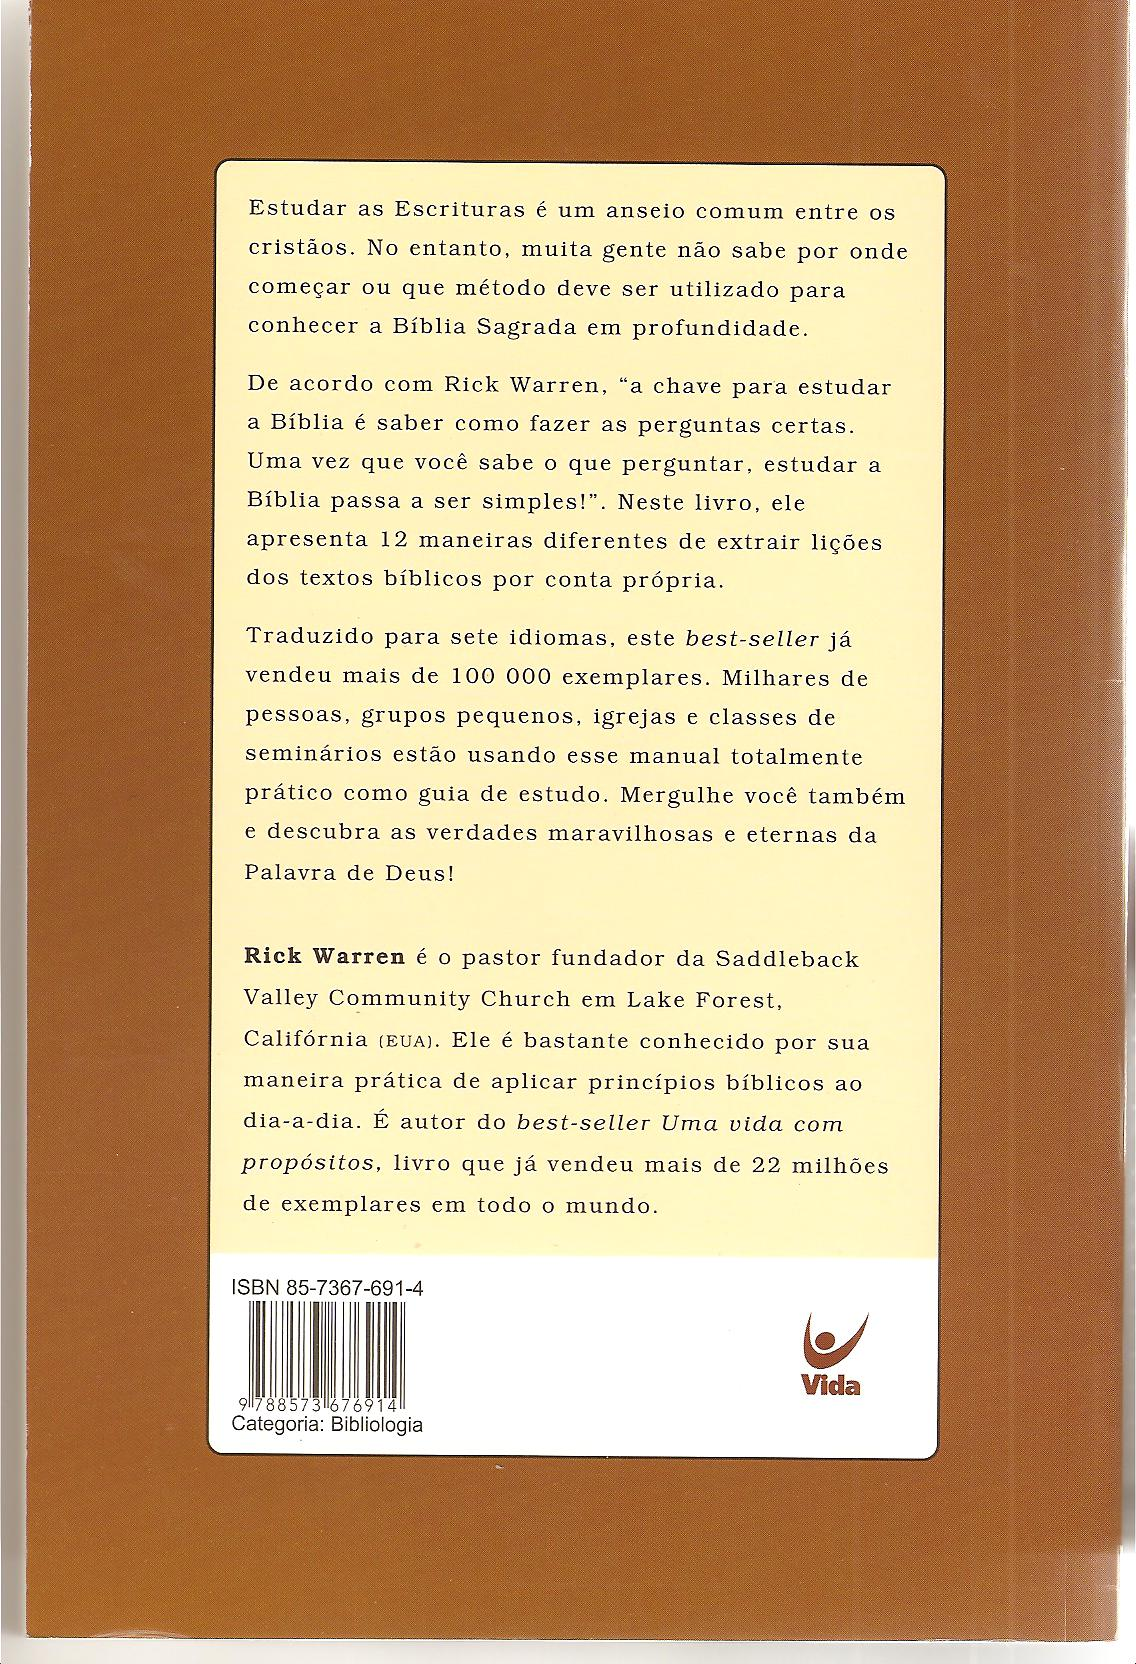 Estudar as Escrituras é um anseio comum entre os
cristãos. No entanto, muita gente não sabe por onde
começar ou que método deve ser utilizado para
conhecer a Bíblia Sagrada em profundidade.
De acordo com Rick Warren, “a chave para estudar
a Bíblia é saber como fazer as perguntas certas.
Uma vez que você sabe o que perguntar, estudar a
Bíblia passa a ser simples!”. Neste livro, ele
apresenta 12 maneiras diferentes de extrair lições
dos textos bíblicos por conta própria.
Traduzido para sete idiomas, este best-seller já
vendeu mais de 100 000 exemplares. Milhares de
pessoas, grupos pequenos, igrejas e classes de
seminários estão usando esse manual totalmente
prático como guia de estudo. Mergulhe você também
e descubra as verdades maravilhosas e eternas da
Palavra de Deus!
Rick Warren é o pastor fundador da Saddleback
Valley Community Church em Lake Forest,
Califórnia (EUA). Ele é bastante conhecido por sua
maneira prática de aplicar princípios bíblicos ao
dia-a-dia. É autor do best-seller Uma vida com
propósitos, livro que já vendeu mais de 22 milhões
de exemplares em todo o mundo.
ISBN 85-7367-691-4
9 788573 676914
Categoria: Bibliologia
Vida